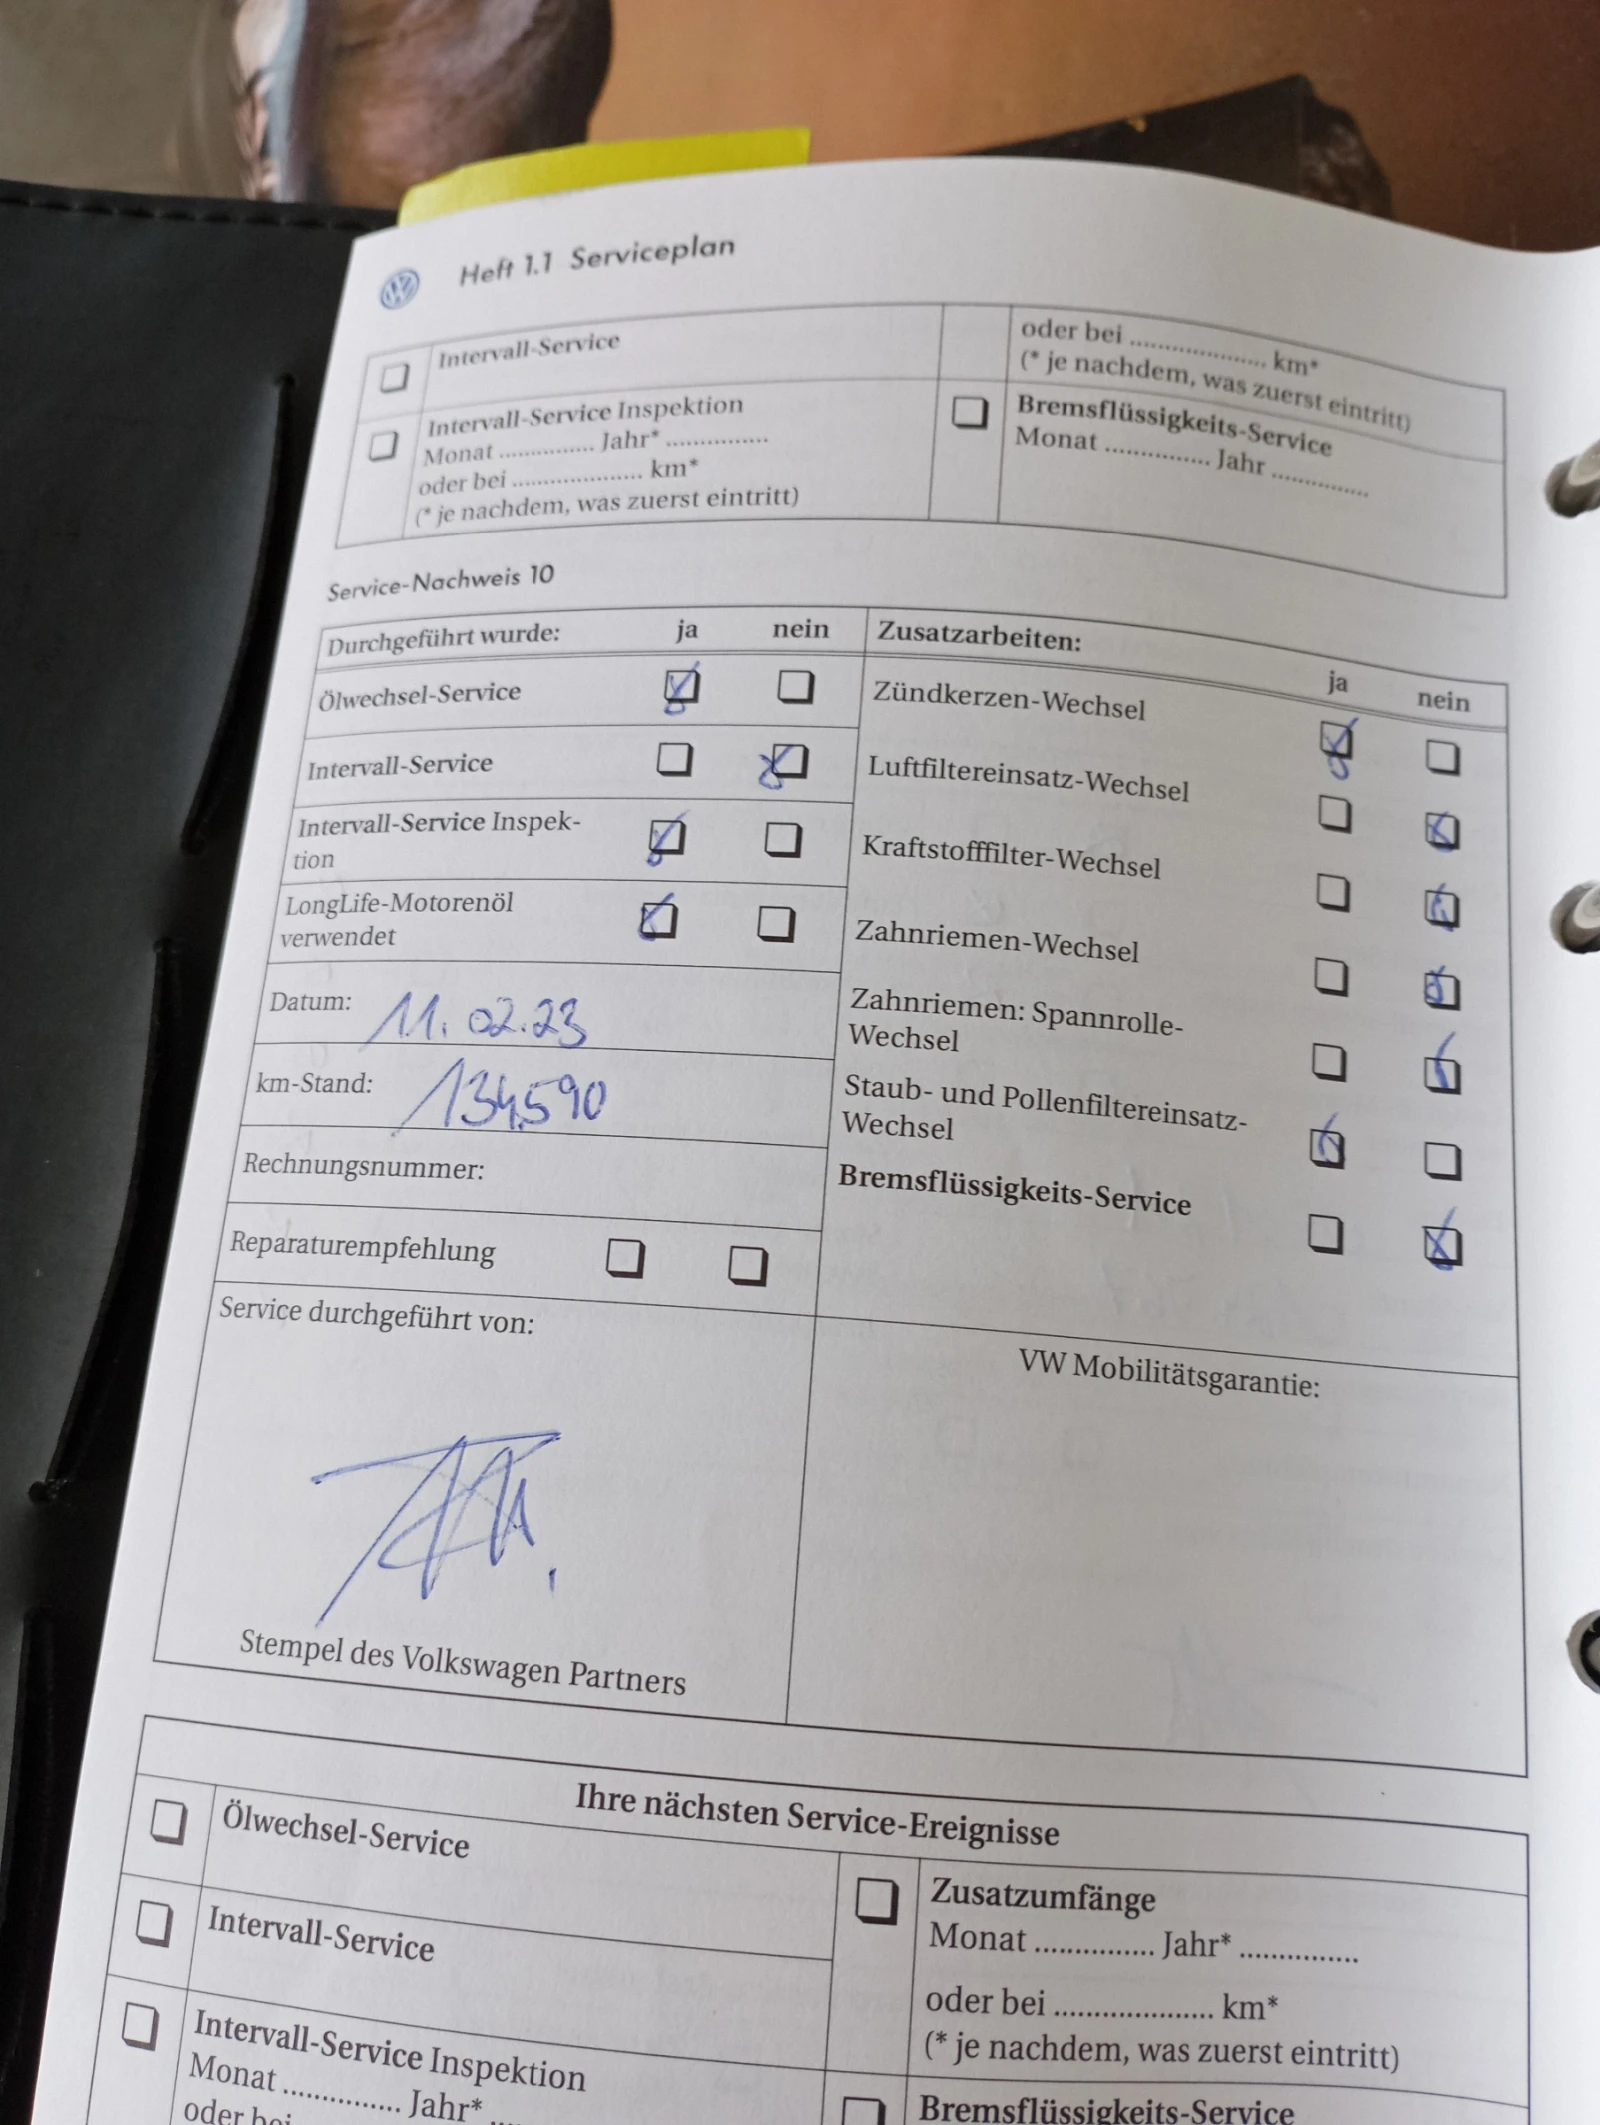 Heft 1.1 Serviceplan
Intervall-Service
Intervall-Service Inspektion
Monat ............... Jahr* ................
oder bei .................... km*
(* je nachdem, was zuerst eintritt)
oder bei ..................... km*
(* je nachdem, was zuerst eintritt)
Bremsflüssigkeits-Service
Monat ................ Jahr ...............
Service-Nachweis 10
Durchgeführt wurde: ja nein
Ölwechsel-Service
Intervall-Service
Intervall-Service Inspek-
tion
LongLife-Motorenöl
verwendet
Datum: 11.02.23
km-Stand: 134.590
Rechnungsnummer:
Reparaturempfehlung
Zusatzarbeiten:
ja nein
Zündkerzen-Wechsel
Luftfiltereinsatz-Wechsel
Kraftstofffilter-Wechsel
Zahnriemen-Wechsel
Zahnriemen: Spannrolle-
Wechsel
Staub- und Pollenfiltereinsatz-
Wechsel
Bremsflüssigkeits-Service
Service durchgeführt von:
Stempel des Volkswagen Partners
VW Mobilitätsgarantie:
Ihre nächsten Service-Ereignisse
Ölwechsel-Service
Intervall-Service
Intervall-Service Inspektion
Monat ............... Jahr* ....
oder bei
Zusatzumfänge
Monat ............... Jahr* ...............
oder bei .................... km*
(* je nachdem, was zuerst eintritt)
Bremsflüssigkeits-Service